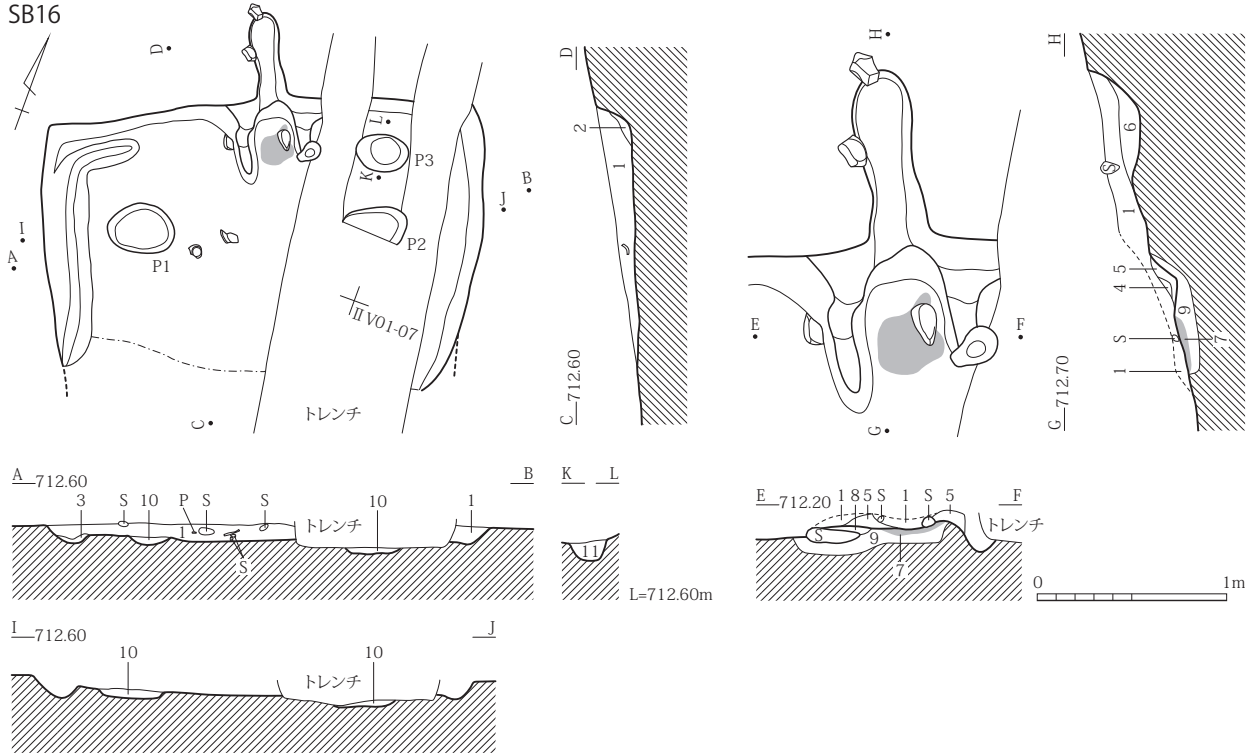 SB16
D
L
K
P3
P2
P1
B
J
I
A
C
ⅡV01-07
トレンチ
D
2
1
C 712.60
H
E
F
G
H
6
S
1
5
4
9
S
7
1
G 712.70
A 712.60 B
3 S 10 P S S 10 1
1 トレンチ
S
K L
11
L=712.60m
E 712.20 F
1 8 5 S 1 S 5
トレンチ
S 9
7
0 1m
I 712.60 J
10 10
トレンチ